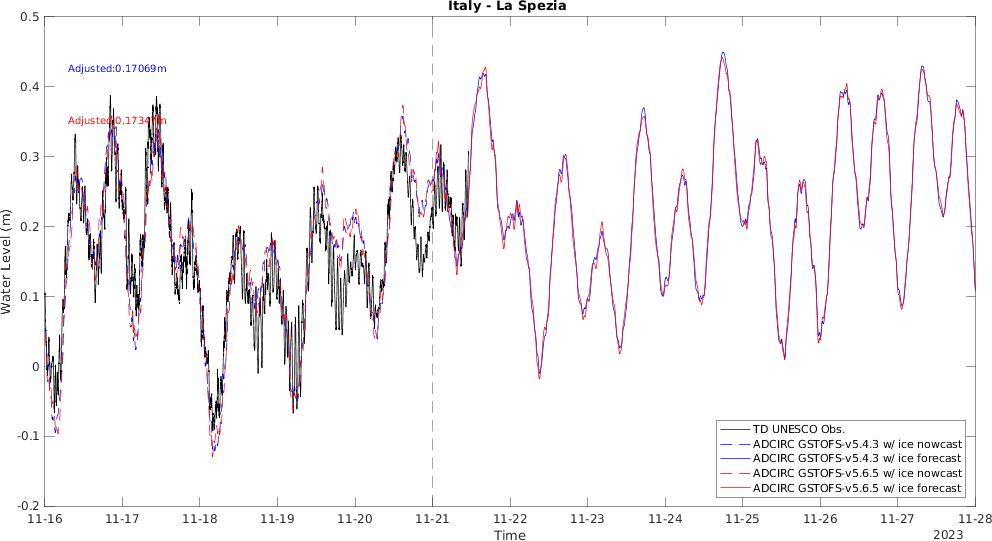 Italy - La Spezia
0.5
0.4
0.3
0.2
0.1
0
-0.1
-0.2
Water Level (m)
Adjusted:0.17069m
Adjusted:0.1734
TD UNESCO Obs.
ADCIRC GSTOFS-v5.4.3 w/ ice nowcast
ADCIRC GSTOFS-v5.4.3 w/ ice forecast
ADCIRC GSTOFS-v5.6.5 w/ ice nowcast
ADCIRC GSTOFS-v5.6.5 w/ ice forecast
11-16 11-17 11-18 11-19 11-20 11-21 11-22 11-23 11-24 11-25 11-26 11-27 11-28
Time
2023